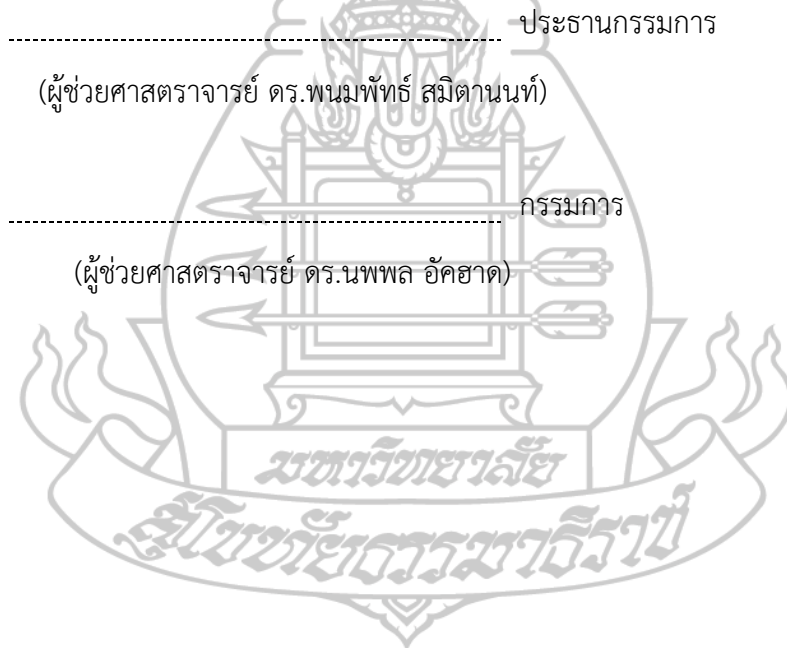 ประธานกรรมการ
(ผู้ช่วยศาสตราจารย์ ดร.พนมพัทธ์ สมิตานนท์)
กรรมการ
(ผู้ช่วยศาสตราจารย์ ดร.นพพล อัคฮาด)
มหาวิทยาลัย
สุโขทัยธรรมาธิราช